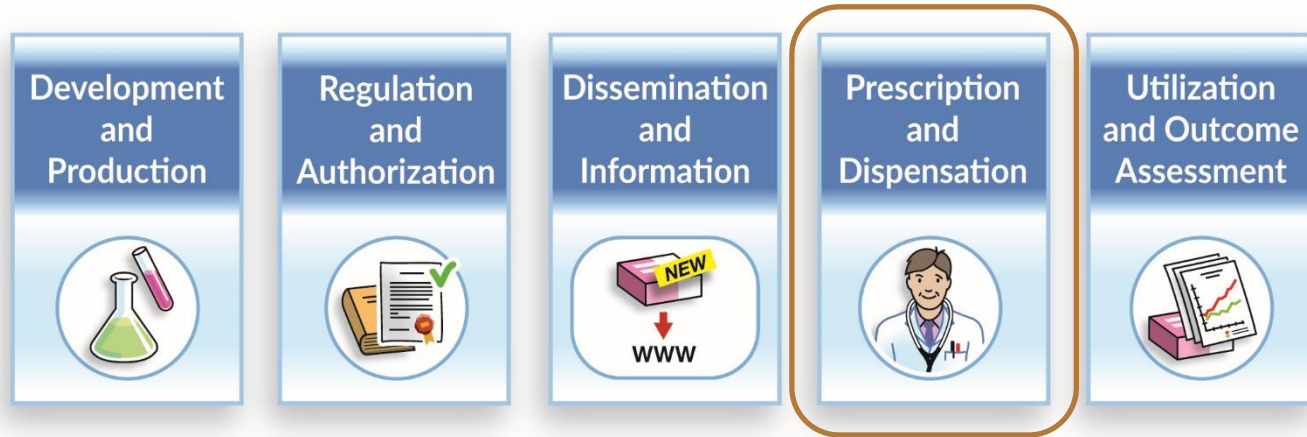 Development
and
Production
Regulation
and
Authorization
Dissemination
and
Information
NEW
WWW
Prescription
and
Dispensation
Utilization
and Outcome
Assessment